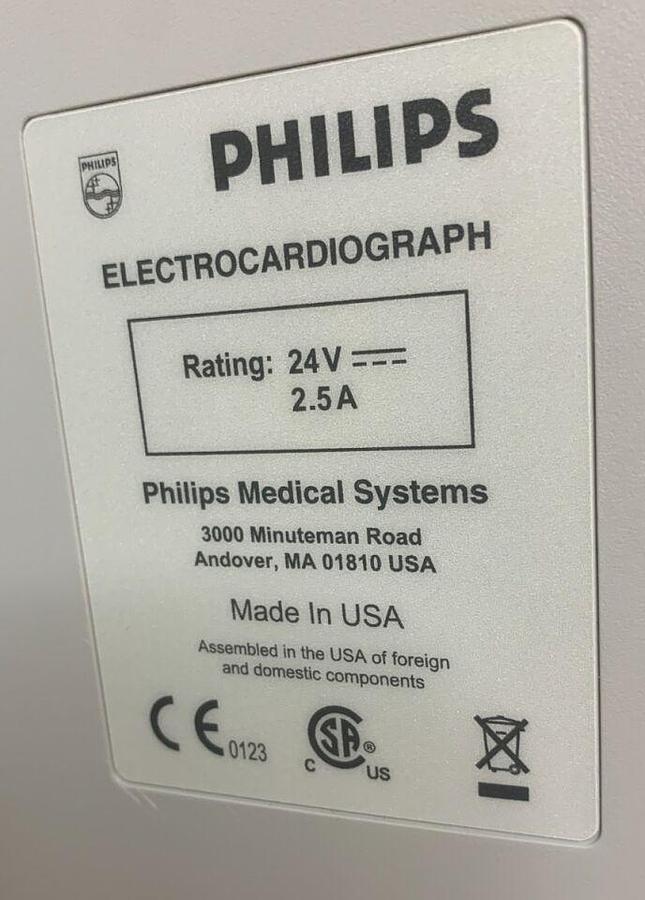 PHILIPS
PHILIPS
ELECTROCARDIOGRAPH
Rating: 24V ⎓
2.5A
Philips Medical Systems
3000 Minuteman Road
Andover, MA 01810 USA
Made In USA
Assembled in the USA of foreign
and domestic components
CE 0123
C SA ® US